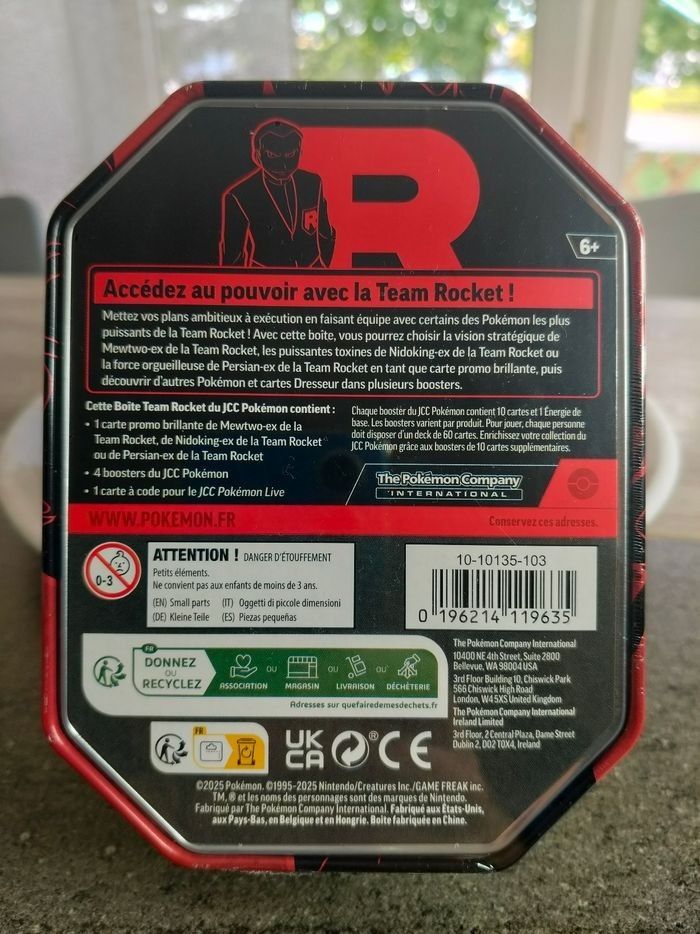 R
R
6+
Accédez au pouvoir avec la Team Rocket !
Mettez vos plans ambitieux à exécution en faisant équipe avec certains des Pokémon les plus
puissants de la Team Rocket ! Avec cette boîte, vous pourrez choisir la vision stratégique de
Mewtwo-ex de la Team Rocket, les puissantes toxines de Nidoking-ex de la Team Rocket ou
la force orgueilleuse de Persian-ex de la Team Rocket en tant que carte promo brillante, puis
découvrir d'autres Pokémon et cartes Dresseur dans plusieurs boosters.
Cette Boîte Team Rocket du JCC Pokémon contient :
• 1 carte promo brillante de Mewtwo-ex de la
Team Rocket, de Nidoking-ex de la Team Rocket
ou de Persian-ex de la Team Rocket
• 4 boosters du JCC Pokémon
• 1 carte à code pour le JCC Pokémon Live
Chaque booster du JCC Pokémon contient 10 cartes et 1 Énergie de
base. Les boosters varient par produit. Pour jouer, chaque personne
doit disposer d'un deck de 60 cartes. Enrichissez votre collection du
JCC Pokémon grâce aux boosters de 10 cartes supplémentaires.
The Pokémon Company
INTERNATIONAL
WWW.POKEMON.FR
Conservez ces adresses.
0-3
ATTENTION ! DANGER D'ÉTOUFFEMENT
Petits éléments.
Ne convient pas aux enfants de moins de 3 ans.
(EN) Small parts (IT) Oggetti di piccole dimensioni
(DE) Kleine Teile (ES) Piezas pequeñas
10-10135-103
0 196214 119635
FR
DONNEZ
OU
RECYCLEZ
ASSOCIATION OU MAGASIN OU LIVRAISON OU DÉCHÈTERIE
Adresses sur quefairedemesdechets.fr
The Pokémon Company International
10400 NE 4th Street, Suite 2800
Bellevue, WA 98004 USA
3rd Floor Building 10, Chiswick Park
566 Chiswick High Road
London, W4 5XS United Kingdom
The Pokémon Company International
Ireland Limited
3rd Floor, 2 Central Plaza, Dame Street
Dublin 2, D02 T0X4, Ireland
FR
UK
CA
®
CE
©2025 Pokémon. ©1995-2025 Nintendo/Creatures Inc./GAME FREAK inc.
TM, ® et les noms des personnages sont des marques de Nintendo.
Fabriqué par The Pokémon Company International. Fabriqué aux États-Unis,
aux Pays-Bas, en Belgique et en Hongrie. Boîte fabriquée en Chine.